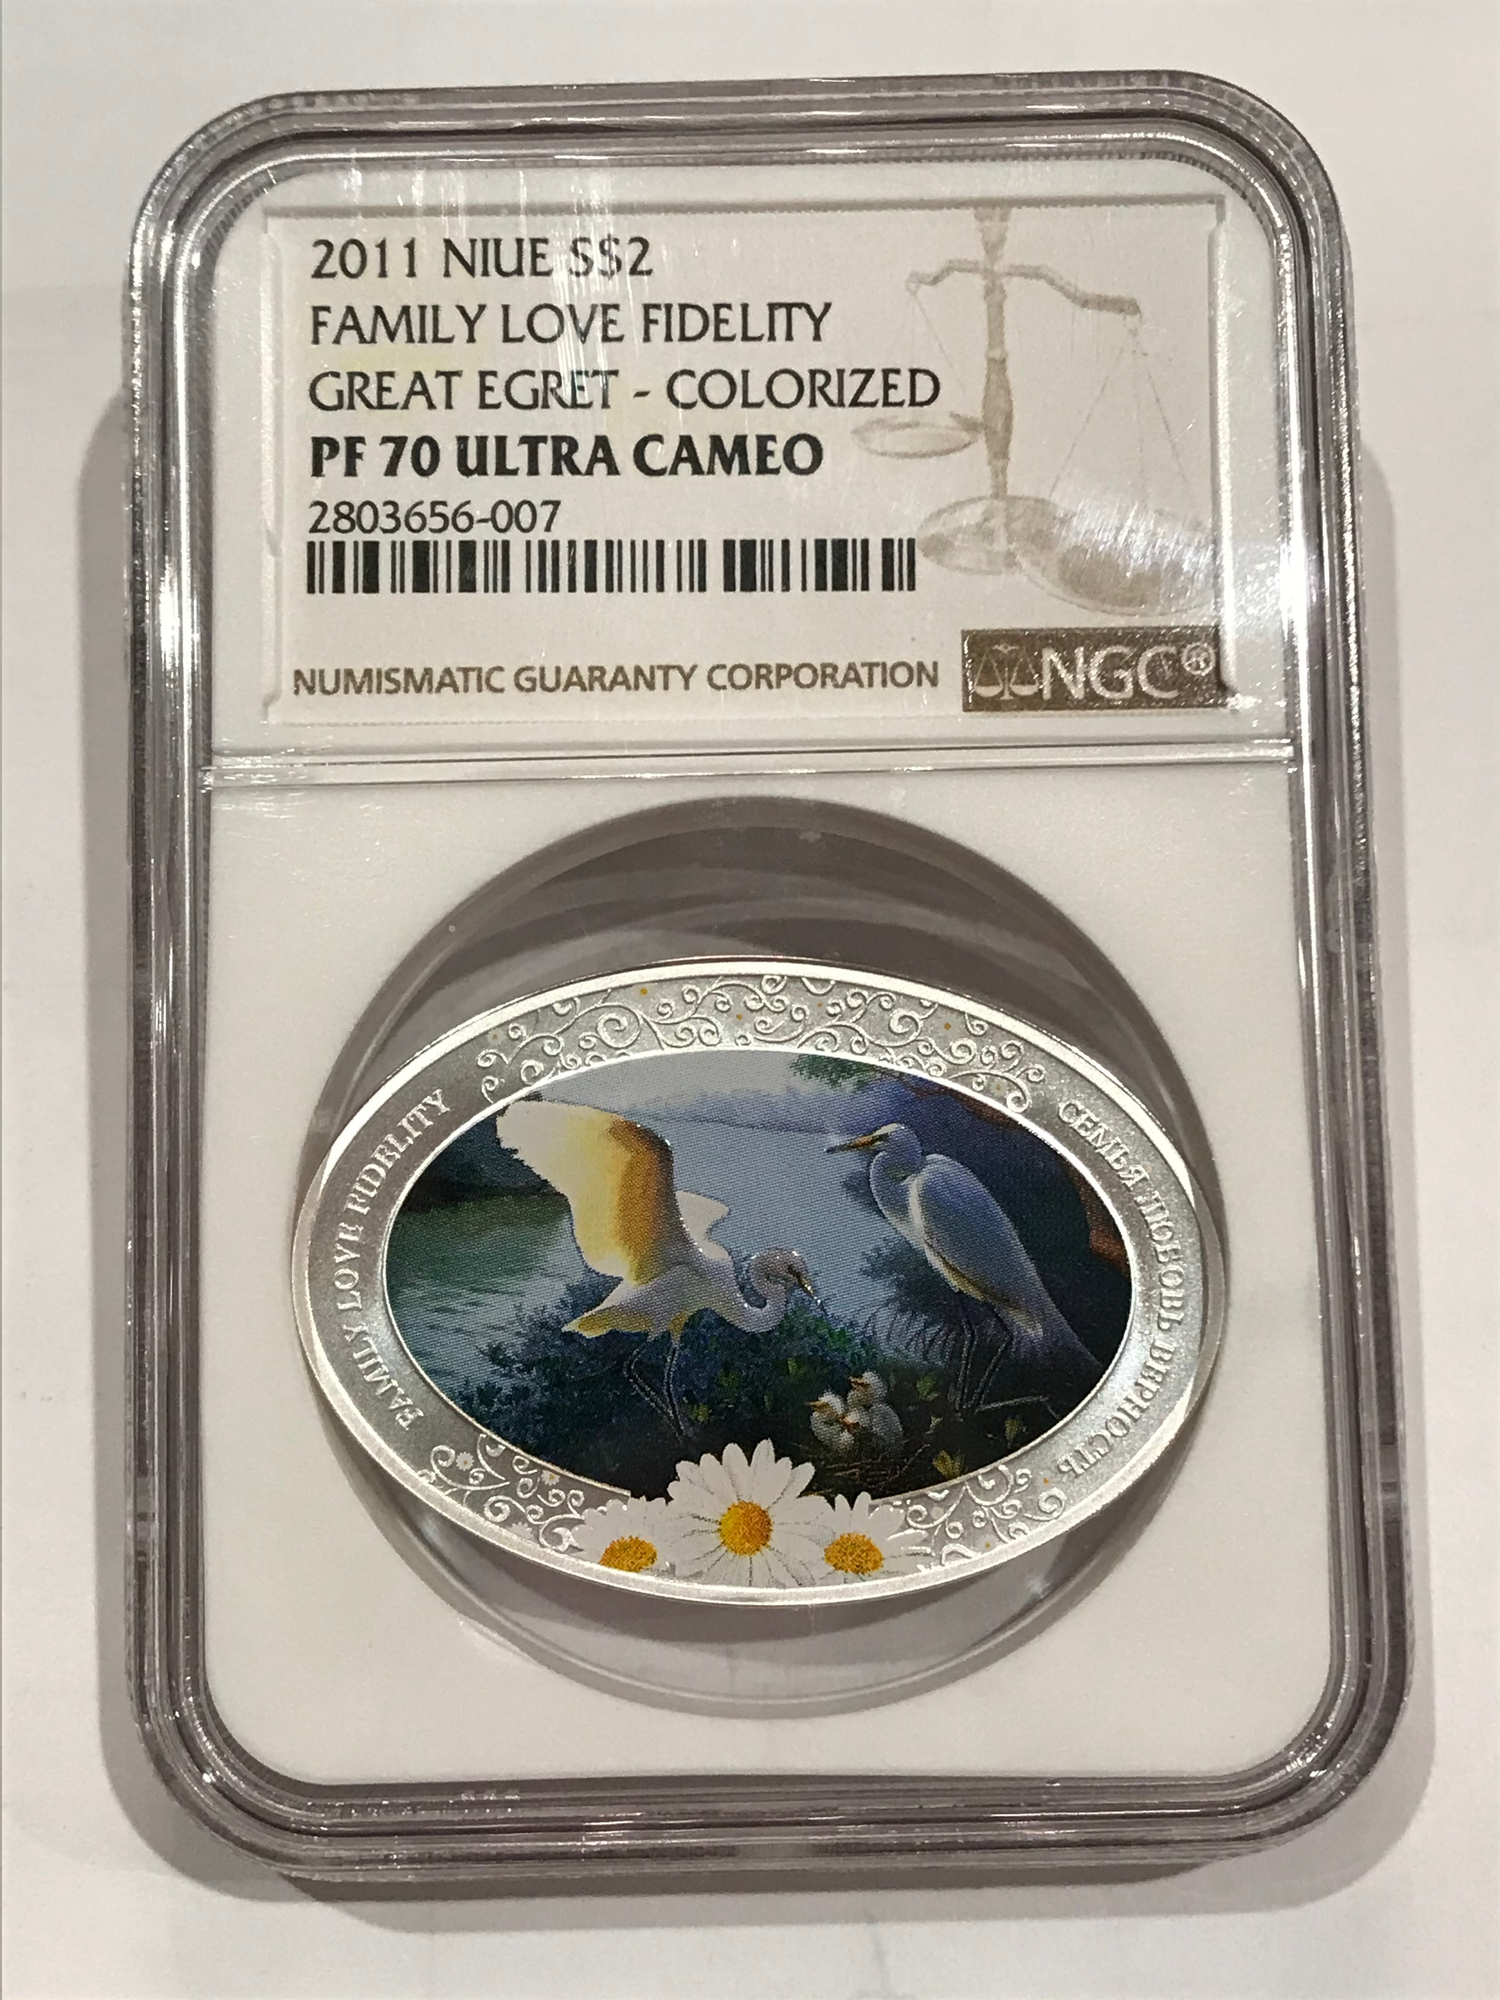 2011 NIUE S$2
FAMILY LOVE FIDELITY
GREAT EGRET - COLORIZED
PF 70 ULTRA CAMEO
2803656-007
NUMISMATIC GUARANTY CORPORATION
NGC®
FAMILY LOVE FIDELITY
СЕМЬЯ ЛЮБОВЬ ВЕРНОСТЬ